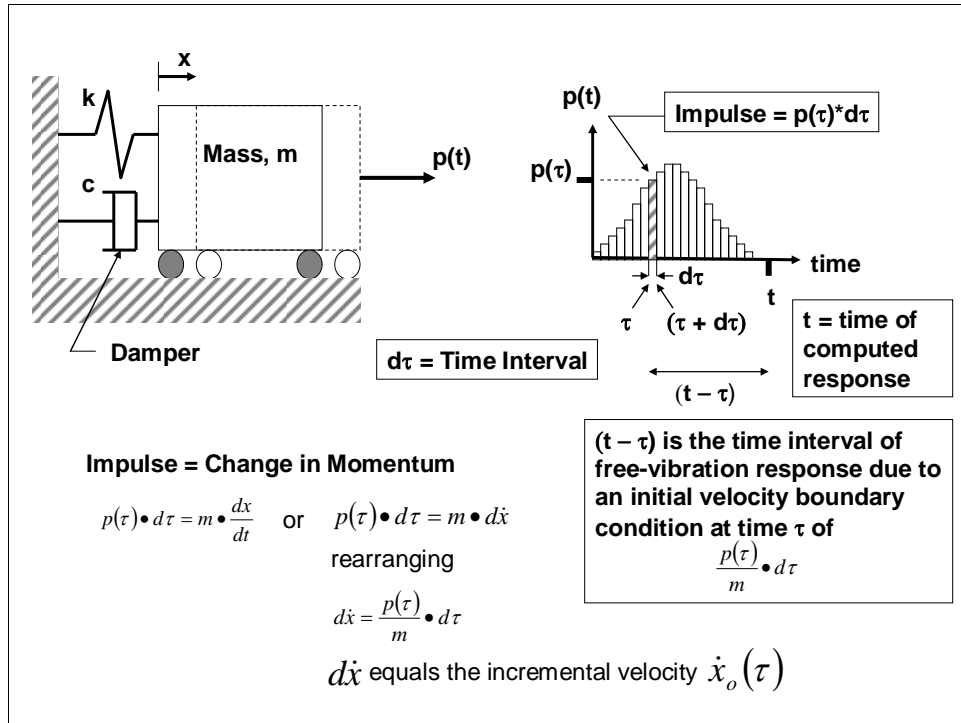 x
k
Mass, m
p(t)
c
Damper
p(t)
Impulse = p(τ)*dτ
p(τ)
time
dτ
t
τ
(τ + dτ)
(t − τ)
t = time of
computed
response
dτ = Time Interval
(t − τ) is the time interval of
free-vibration response due to
an initial velocity boundary
condition at time τ of
p(τ)/m • dτ
Impulse = Change in Momentum
p(τ) • dτ = m • dx/dt or p(τ) • dτ = m • dẋ
rearranging
dẋ = p(τ)/m • dτ
dẋ equals the incremental velocity ẋₒ(τ)